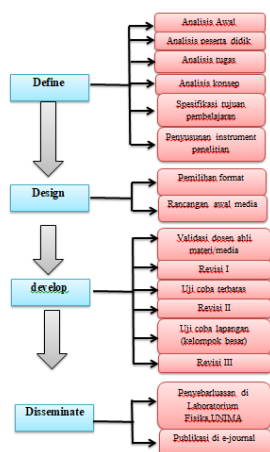 Define
Analisis Awal
Analisis peserta didik
Analisis tugas
Analisis konsep
Spesifikasi tujuan
pembelajaran
Penyusunan instrument
penelitian
Design
Pemilihan format
Rancangan awal media
develop
Validasi dosen ahli
materi/media
Revisi I
Uji coba terbatas
Revisi II
Uji coba lapangan
(kelompok besar)
Revisi III
Disseminate
Penyebarluasan di
Laboratorium
Fisika,UNIMA
Publikasi di e-journal